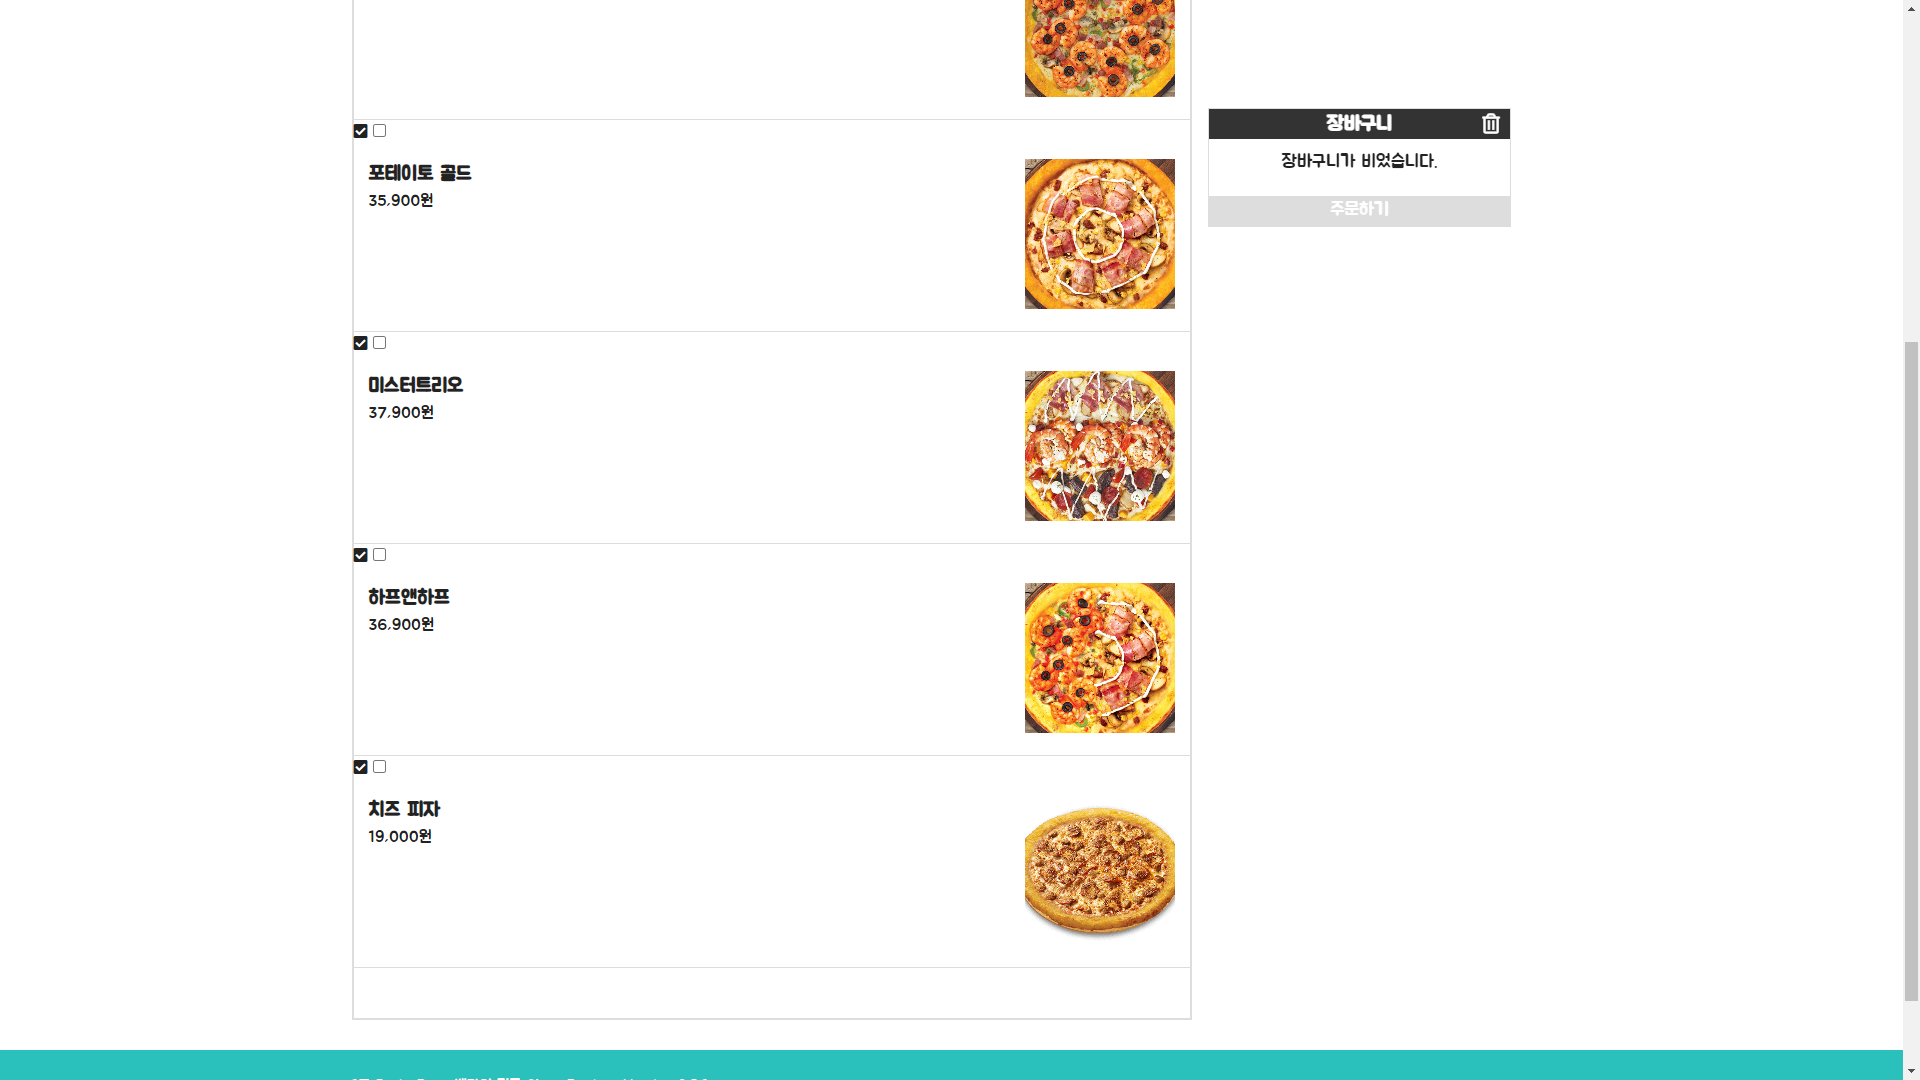 장바구니
장바구니가 비었습니다.
주문하기
포테이토 골드
35,900원
미스터트리오
37,900원
하프앤하프
36,900원
치즈 피자
19,000원